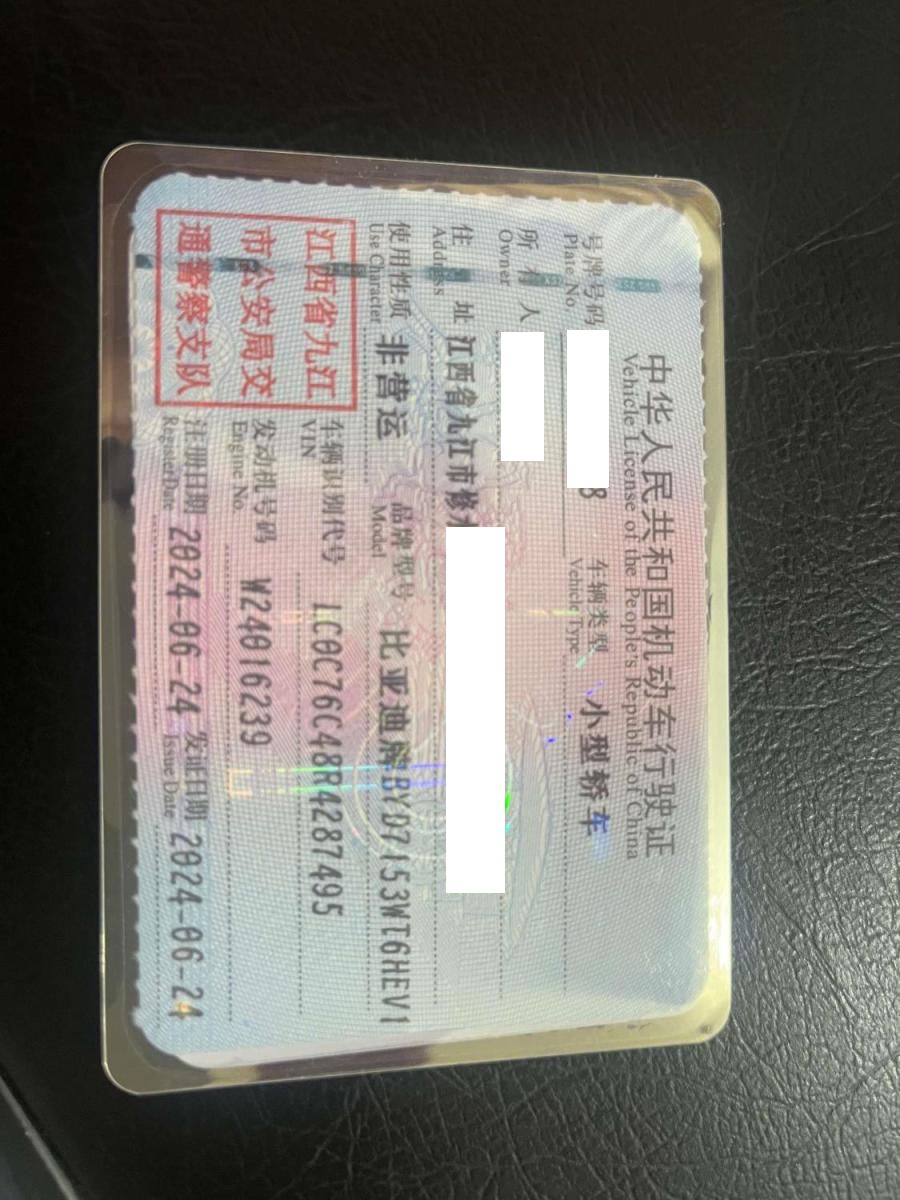 中华人民共和国机动车行驶证
Vehicle License of the People's Republic of China
号牌号码 8 车辆类型 小型轿车
Plate No. Vehicle Type
所有人
Owner
住址 江西省九江市修水
Address
使用性质 非营运 品牌型号 比亚迪牌BYD7153WT6HEV1
Use Character Model
江西省九江
市公安局交
通警察支队
车辆识别代号 LC0C76C48R4287495
VIN
发动机号码 W24016239
Engine No.
注册日期 2024-06-24 发证日期 2024-06-24
Register Date Issue Date